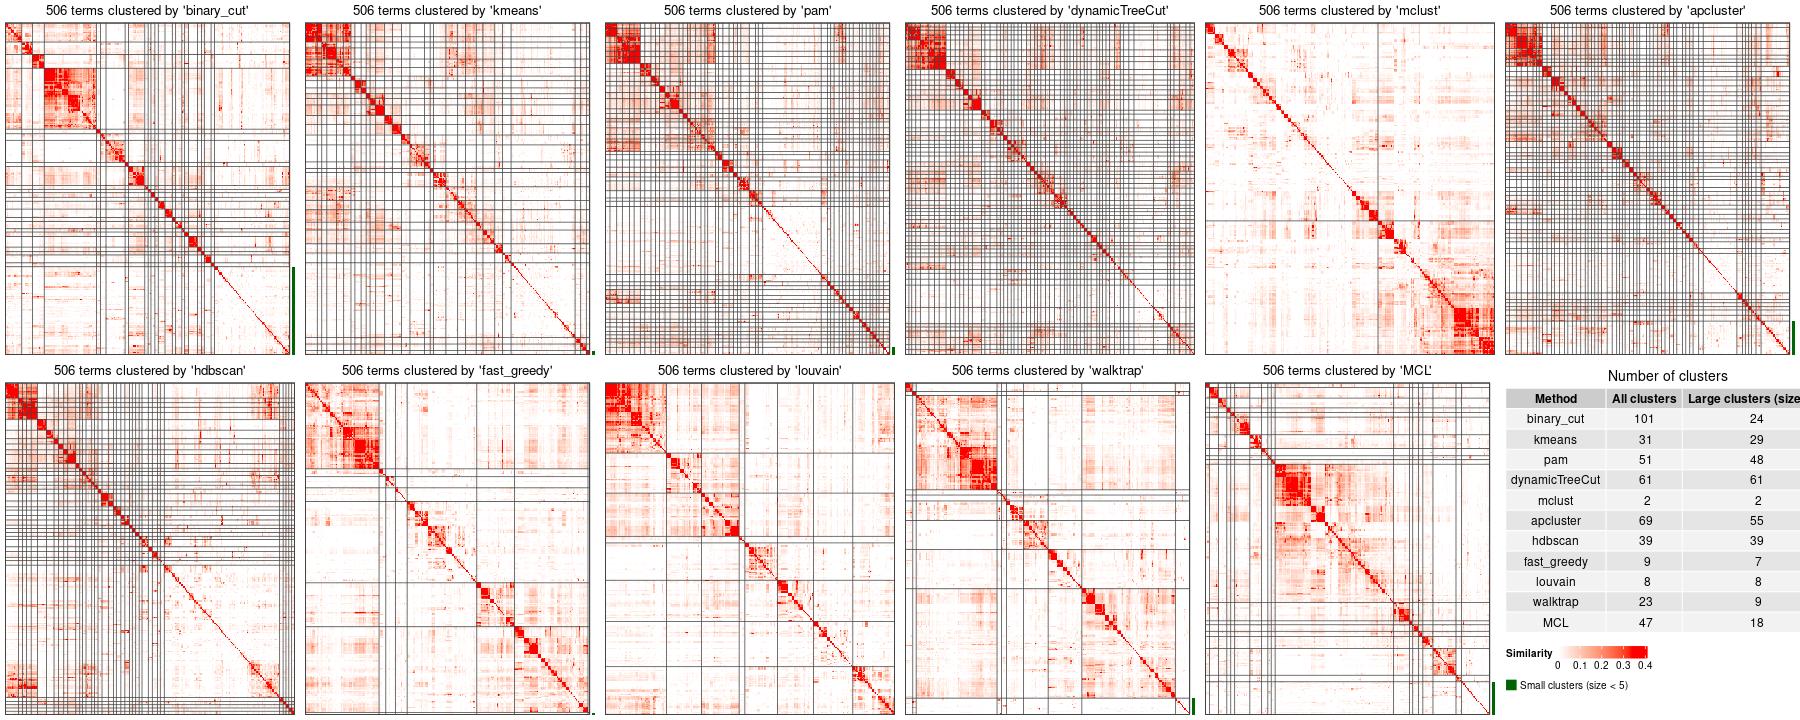 506 terms clustered by 'binary_cut'
506 terms clustered by 'kmeans'
506 terms clustered by 'pam'
506 terms clustered by 'dynamicTreeCut'
506 terms clustered by 'mclust'
506 terms clustered by 'apcluster'
506 terms clustered by 'hdbscan'
506 terms clustered by 'fast_greedy'
506 terms clustered by 'louvain'
506 terms clustered by 'walktrap'
506 terms clustered by 'MCL'
Number of clusters
Method All clusters Large clusters (size
binary_cut 101 24
kmeans 31 29
pam 51 48
dynamicTreeCut 61 61
mclust 2 2
apcluster 69 55
hdbscan 39 39
fast_greedy 9 7
louvain 8 8
walktrap 23 9
MCL 47 18
Similarity
0 0.1 0.2 0.3 0.4
Small clusters (size < 5)